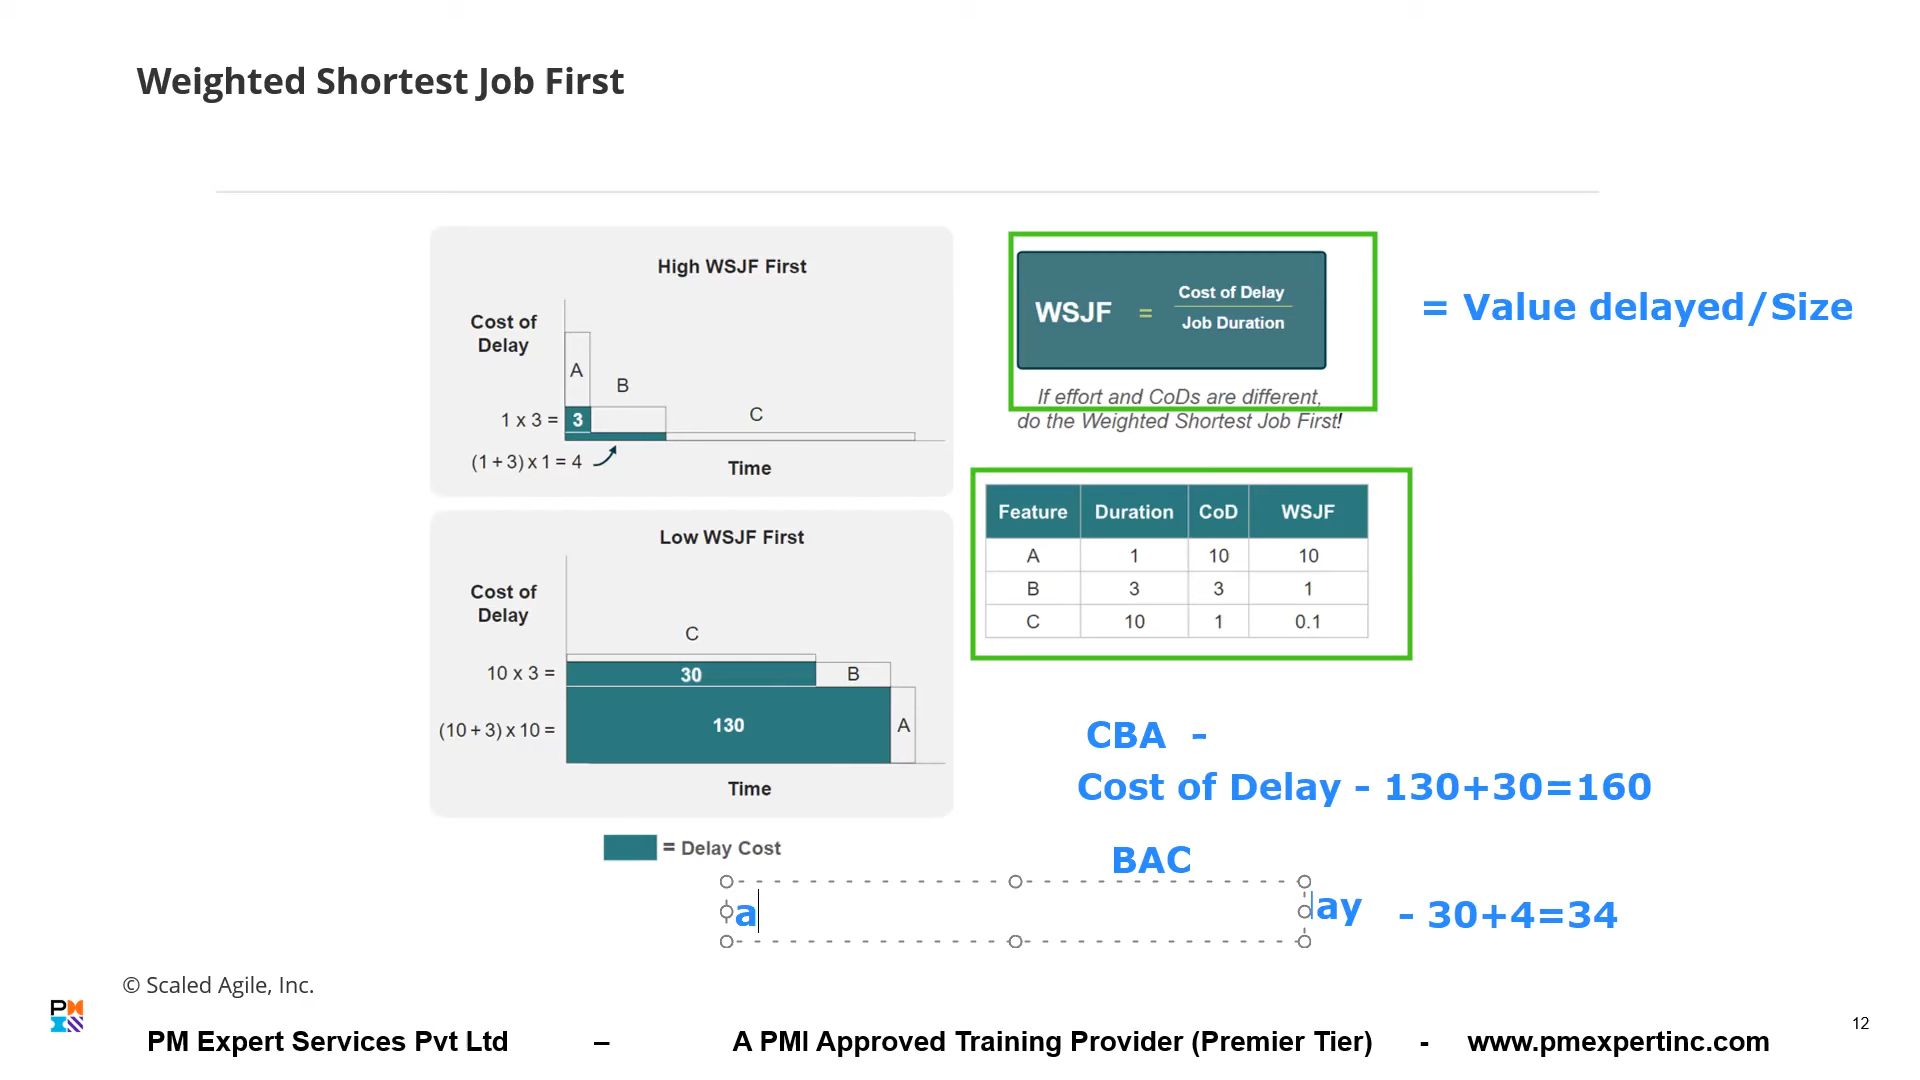 Weighted Shortest Job First
High WSJF First
Cost of
Delay
A
B
C
1 x 3 =
3
(1 + 3) x 1 = 4
Time
Low WSJF First
Cost of
Delay
C
10 x 3 =
30
B
(10 + 3) x 10 =
130
A
Time
= Delay Cost
WSJF = Cost of Delay
Job Duration
If effort and CoDs are different,
do the Weighted Shortest Job First!
= Value delayed/Size
Feature Duration CoD WSJF
A 1 10 10
B 3 3 1
C 10 1 0.1
CBA -
Cost of Delay - 130+30=160
BAC
a
lay - 30+4=34
© Scaled Agile, Inc.
PM Expert Services Pvt Ltd – A PMI Approved Training Provider (Premier Tier) - www.pmexpertinc.com
12